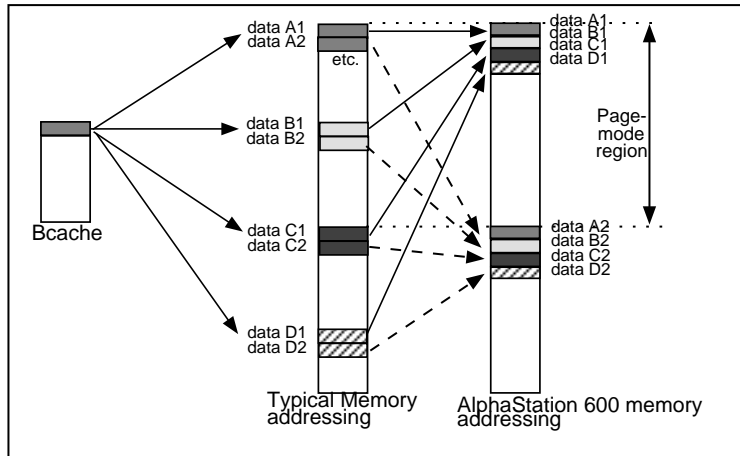 data A1
data A2
etc.
data B1
data B2
data C1
data C2
data D1
data D2
Bcache
Typical Memory
addressing
data A1
data B1
data C1
data D1
Page-
mode
region
data A2
data B2
data C2
data D2
AlphaStation 600 memory
addressing